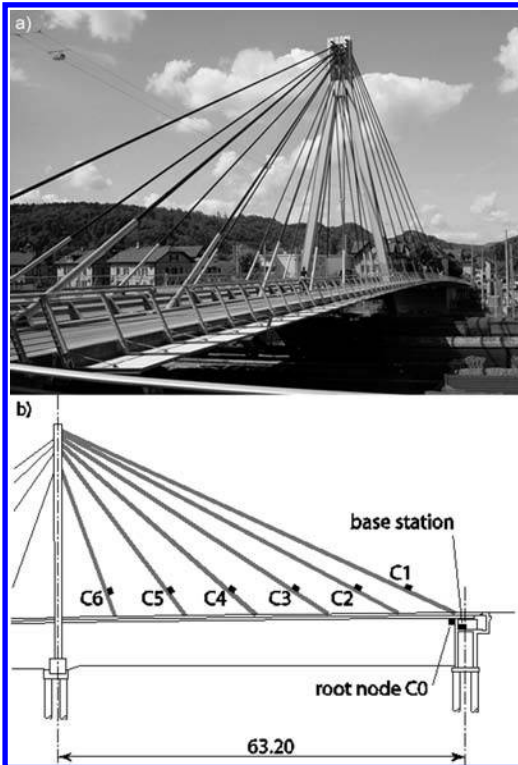 a)
b)
base station
C1
C6 C5 C4 C3 C2
root node C0
63.20